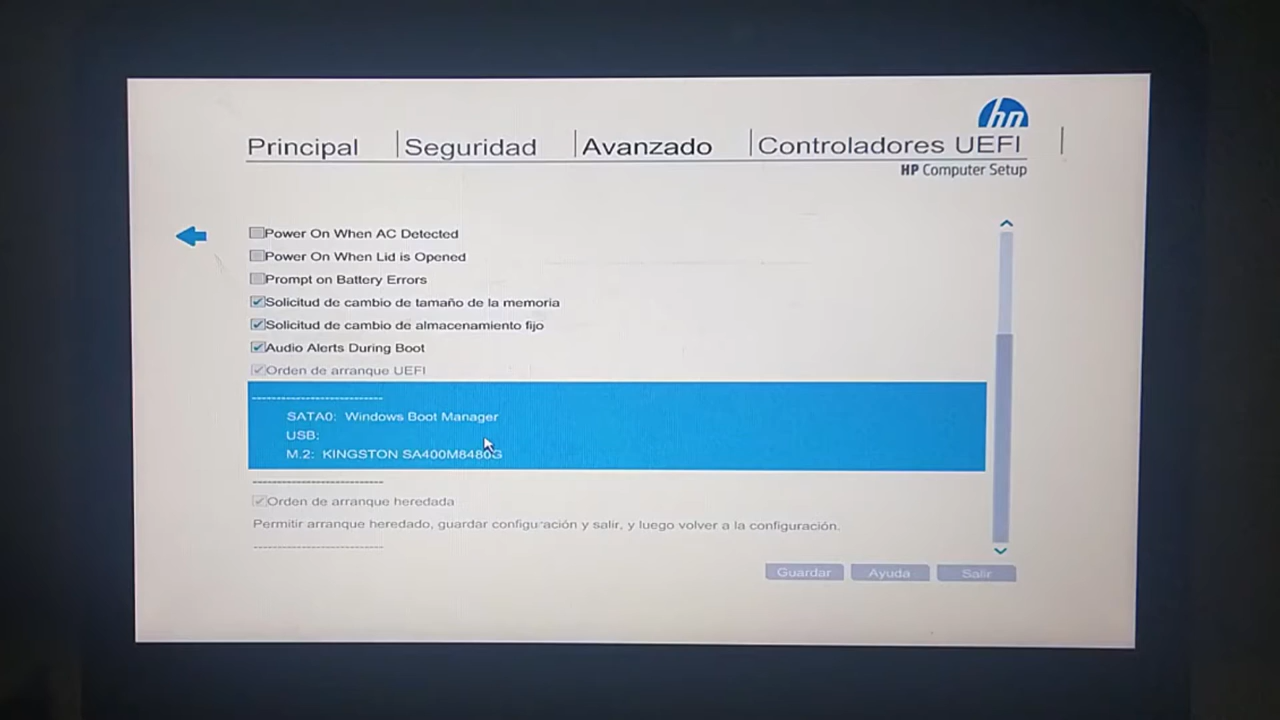 hp
Principal Seguridad Avanzado Controladores UEFI
HP Computer Setup
Power On When AC Detected
Power On When Lid is Opened
Prompt on Battery Errors
Solicitud de cambio de tamaño de la memoria
Solicitud de cambio de almacenamiento fijo
Audio Alerts During Boot
Orden de arranque UEFI
---------------------------
SATA0: Windows Boot Manager
USB:
M.2: KINGSTON SA400M8480G
---------------------------
Orden de arranque heredada
Permitir arranque heredado, guardar configuración y salir, y luego volver a la configuración.
---------------------------
Guardar Ayuda Salir